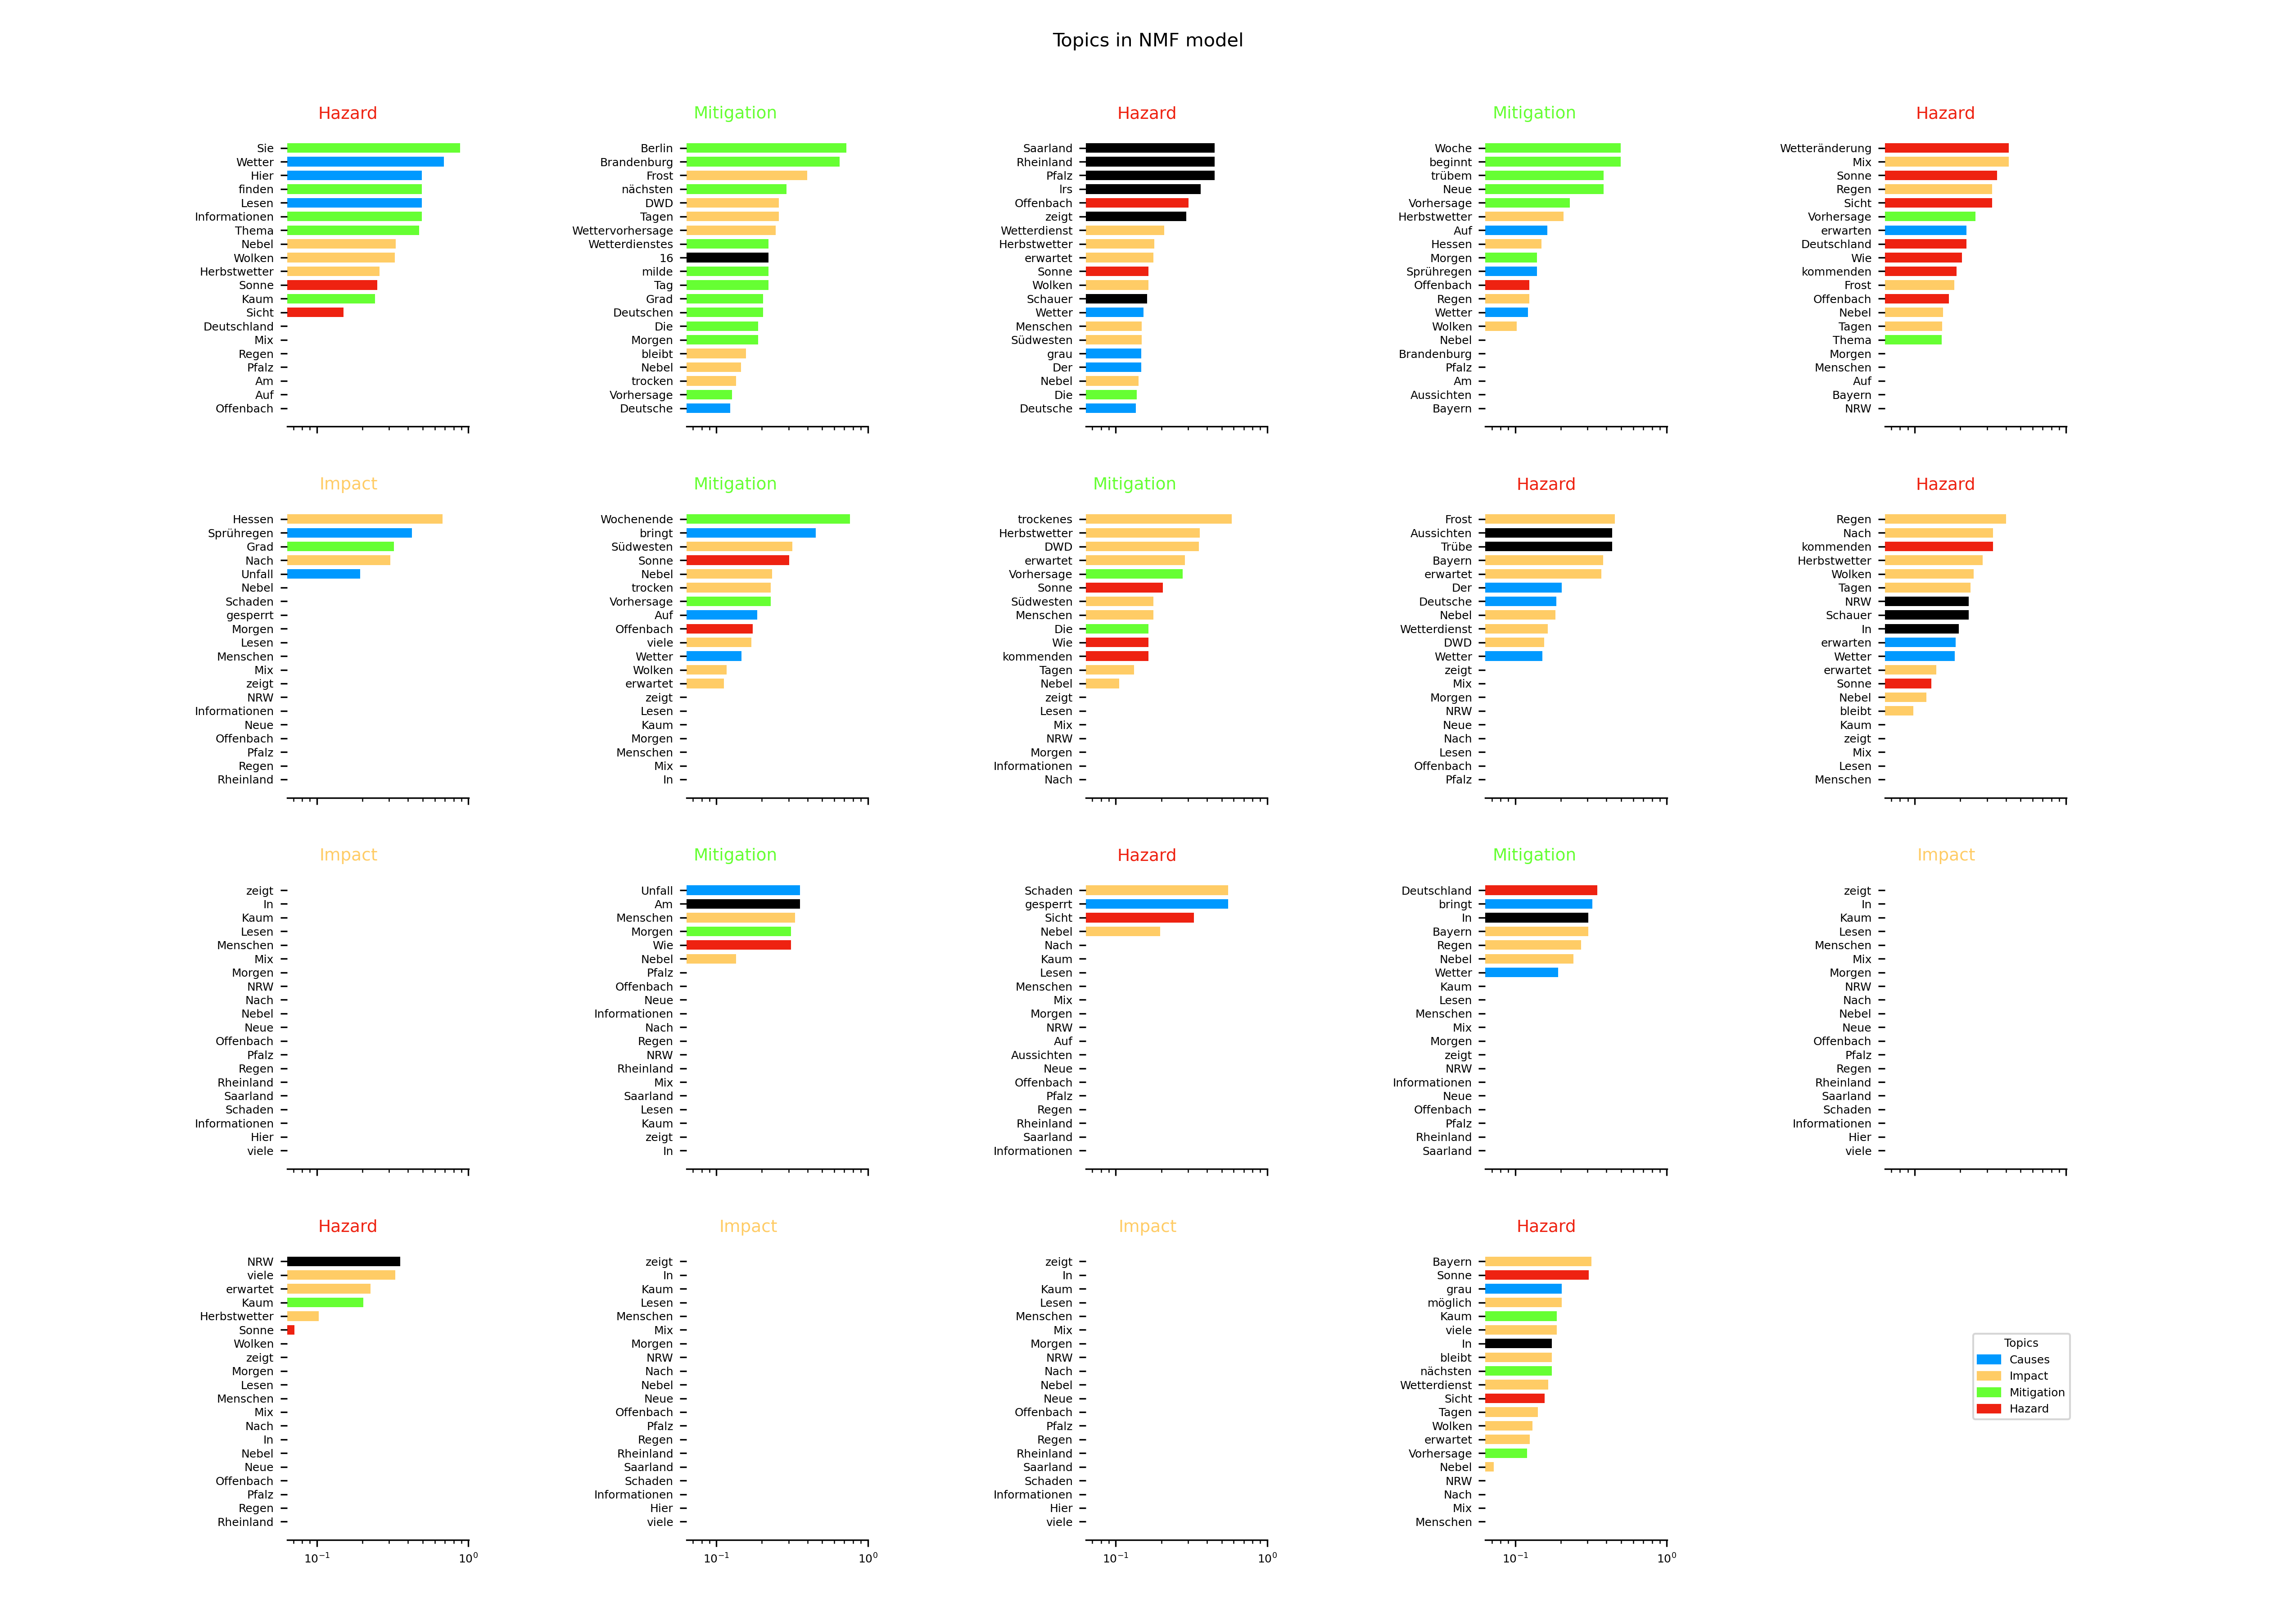 Topics in NMF model
Hazard
Sie
Wetter
Hier
finden
Lesen
Informationen
Thema
Nebel
Wolken
Herbstwetter
Sonne
Kaum
Sicht
Deutschland
Mix
Regen
Pfalz
Am
Auf
Offenbach
Mitigation
Berlin
Brandenburg
Frost
nächsten
DWD
Tagen
Wettervorhersage
Wetterdienstes
16
milde
Tag
Grad
Deutschen
Die
Morgen
bleibt
Nebel
trocken
Vorhersage
Deutsche
Hazard
Saarland
Rheinland
Pfalz
lrs
Offenbach
zeigt
Wetterdienst
Herbstwetter
erwartet
Sonne
Wolken
Schauer
Wetter
Menschen
Südwesten
grau
Der
Nebel
Die
Deutsche
Mitigation
Woche
beginnt
trübem
Neue
Vorhersage
Herbstwetter
Auf
Hessen
Morgen
Sprühregen
Offenbach
Regen
Wetter
Wolken
Nebel
Brandenburg
Pfalz
Am
Aussichten
Bayern
Hazard
Wetteränderung
Mix
Sonne
Regen
Sicht
Vorhersage
erwarten
Deutschland
Wie
kommenden
Frost
Offenbach
Nebel
Tagen
Thema
Morgen
Menschen
Auf
Bayern
NRW
Impact
Hessen
Sprühregen
Grad
Nach
Unfall
Nebel
Schaden
gesperrt
Morgen
Lesen
Menschen
Mix
zeigt
NRW
Informationen
Neue
Offenbach
Pfalz
Regen
Rheinland
Mitigation
Wochenende
bringt
Südwesten
Sonne
Nebel
trocken
Vorhersage
Auf
Offenbach
viele
Wetter
Wolken
erwartet
zeigt
Lesen
Kaum
Morgen
Menschen
Mix
In
Mitigation
trockenes
Herbstwetter
DWD
erwartet
Vorhersage
Sonne
Südwesten
Menschen
Die
Wie
kommenden
Tagen
Nebel
zeigt
Lesen
Mix
NRW
Morgen
Informationen
Nach
Hazard
Frost
Aussichten
Trübe
Bayern
erwartet
Der
Deutsche
Nebel
Wetterdienst
DWD
Wetter
zeigt
Mix
Morgen
NRW
Neue
Nach
Lesen
Offenbach
Pfalz
Hazard
Regen
Nach
kommenden
Herbstwetter
Wolken
Tagen
NRW
Schauer
In
erwarten
Wetter
erwartet
Sonne
Nebel
bleibt
Kaum
zeigt
Mix
Lesen
Menschen
Impact
zeigt
In
Kaum
Lesen
Menschen
Mix
Morgen
NRW
Nach
Nebel
Neue
Offenbach
Pfalz
Regen
Rheinland
Saarland
Schaden
Informationen
Hier
viele
Mitigation
Unfall
Am
Menschen
Morgen
Wie
Nebel
Pfalz
Offenbach
Neue
Informationen
Nach
Regen
NRW
Rheinland
Mix
Saarland
Lesen
Kaum
zeigt
In
Hazard
Schaden
gesperrt
Sicht
Nebel
Nach
Kaum
Lesen
Menschen
Mix
Morgen
NRW
Auf
Aussichten
Neue
Offenbach
Pfalz
Regen
Rheinland
Saarland
Informationen
Mitigation
Deutschland
bringt
In
Bayern
Regen
Nebel
Wetter
Kaum
Lesen
Menschen
Mix
Morgen
zeigt
NRW
Informationen
Neue
Offenbach
Pfalz
Rheinland
Saarland
Impact
zeigt
In
Kaum
Lesen
Menschen
Mix
Morgen
NRW
Nach
Nebel
Neue
Offenbach
Pfalz
Regen
Rheinland
Saarland
Schaden
Informationen
Hier
viele
Hazard
NRW
viele
erwartet
Kaum
Herbstwetter
Sonne
Wolken
zeigt
Morgen
Lesen
Menschen
Mix
Nach
In
Nebel
Neue
Offenbach
Pfalz
Regen
Rheinland
10⁻¹ 10⁰
Impact
zeigt
In
Kaum
Lesen
Menschen
Mix
Morgen
NRW
Nach
Nebel
Neue
Offenbach
Pfalz
Regen
Rheinland
Saarland
Schaden
Informationen
Hier
viele
10⁻¹ 10⁰
Impact
zeigt
In
Kaum
Lesen
Menschen
Mix
Morgen
NRW
Nach
Nebel
Neue
Offenbach
Pfalz
Regen
Rheinland
Saarland
Schaden
Informationen
Hier
viele
10⁻¹ 10⁰
Hazard
Bayern
Sonne
grau
möglich
Kaum
viele
In
bleibt
nächsten
Wetterdienst
Sicht
Tagen
Wolken
erwartet
Vorhersage
Nebel
NRW
Nach
Mix
Menschen
10⁻¹ 10⁰
Topics
Causes
Impact
Mitigation
Hazard